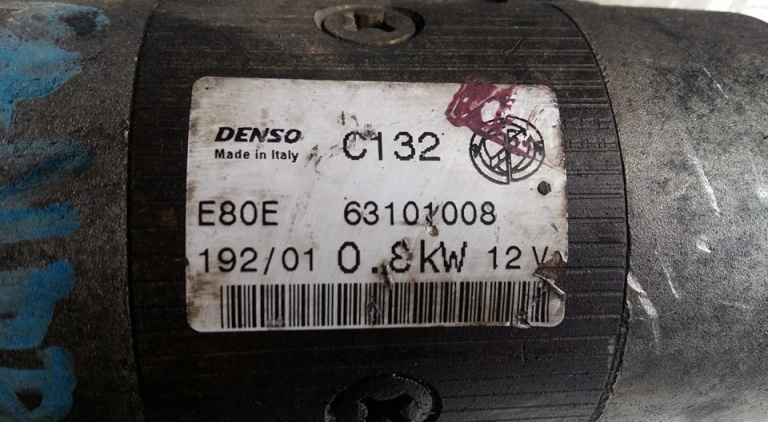 DENSO C132
Made in Italy
E80E 63101008
192/01 0.8kW 12V